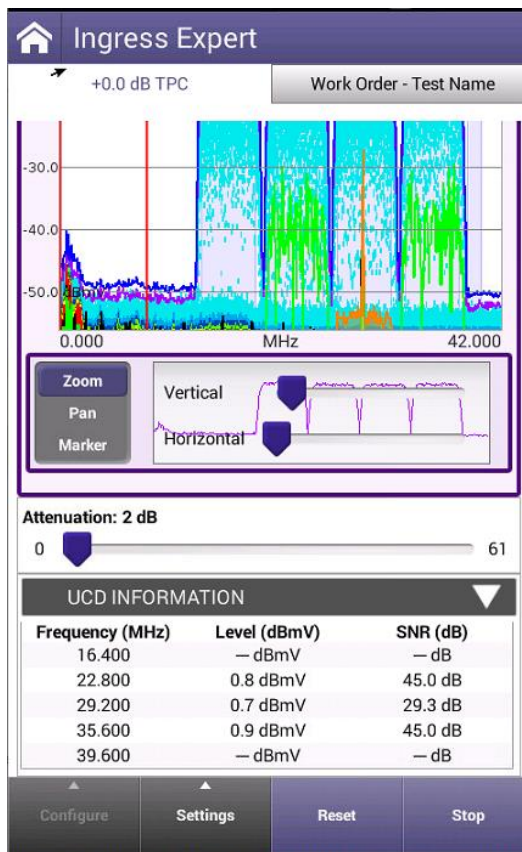 Ingress Expert
+0.0 dB TPC
Work Order - Test Name
-30.0
-40.0
-50.0
0.000 MHz 42.000
Zoom
Pan
Marker
Vertical
Horizontal
Attenuation: 2 dB
0 61
UCD INFORMATION
Frequency (MHz) Level (dBmV) SNR (dB)
16.400 — dBmV — dB
22.800 0.8 dBmV 45.0 dB
29.200 0.7 dBmV 29.3 dB
35.600 0.9 dBmV 45.0 dB
39.600 — dBmV — dB
Configure Settings Reset Stop